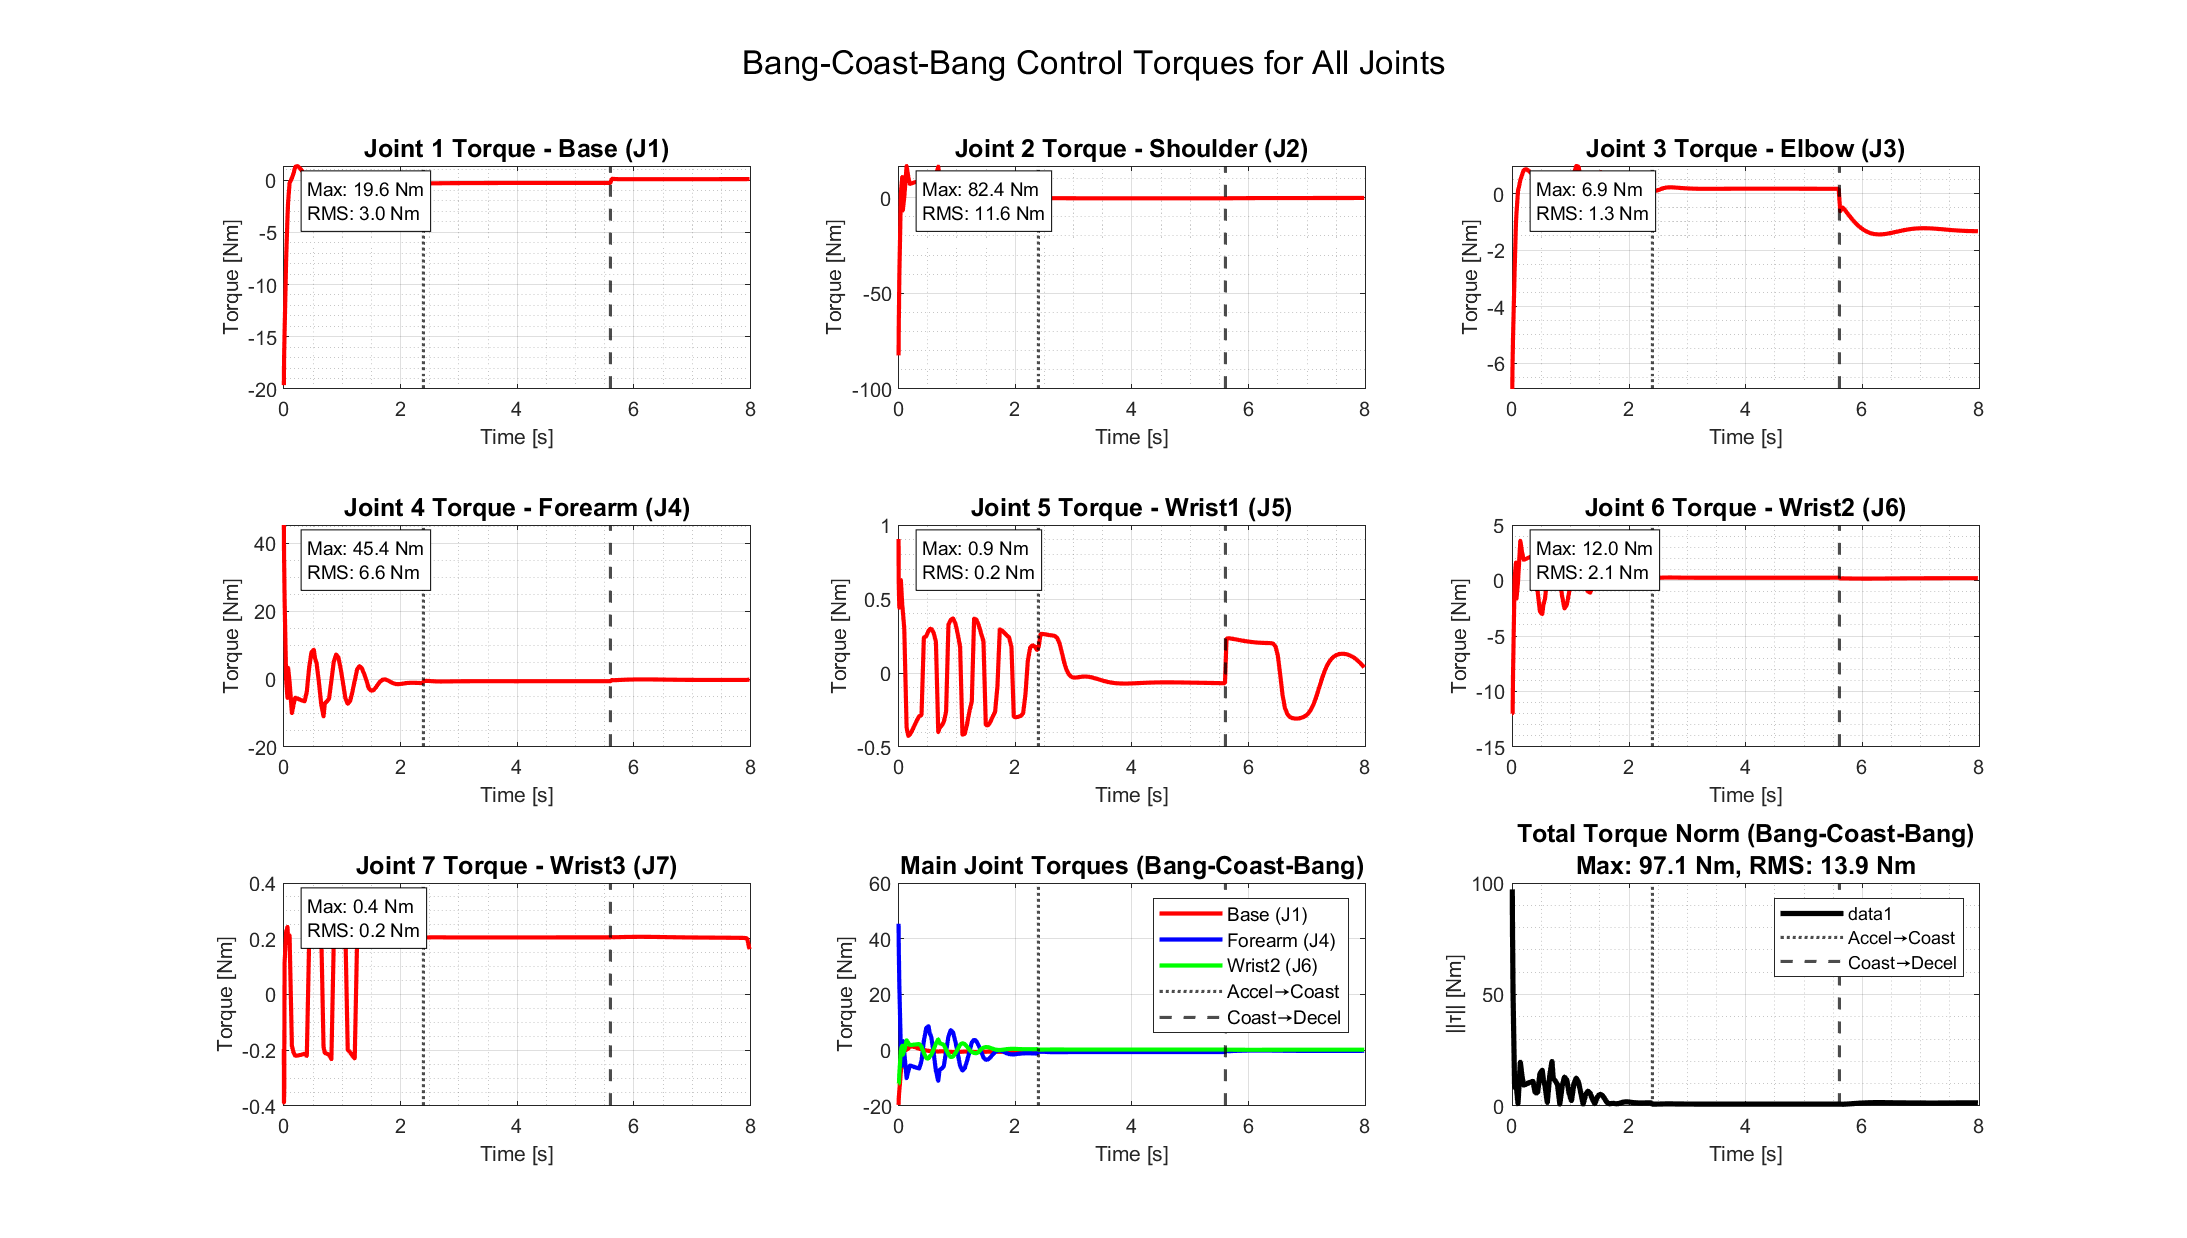 Bang-Coast-Bang Control Torques for All Joints
Joint 1 Torque - Base (J1)
Max: 19.6 Nm
RMS: 3.0 Nm
Torque [Nm]
0
-5
-10
-15
-20
0 2 4 6 8
Time [s]
Joint 2 Torque - Shoulder (J2)
Max: 82.4 Nm
RMS: 11.6 Nm
Torque [Nm]
0
-50
-100
0 2 4 6 8
Time [s]
Joint 3 Torque - Elbow (J3)
Max: 6.9 Nm
RMS: 1.3 Nm
Torque [Nm]
0
-2
-4
-6
0 2 4 6 8
Time [s]
Joint 4 Torque - Forearm (J4)
Max: 45.4 Nm
RMS: 6.6 Nm
Torque [Nm]
40
20
0
-20
0 2 4 6 8
Time [s]
Joint 5 Torque - Wrist1 (J5)
Max: 0.9 Nm
RMS: 0.2 Nm
Torque [Nm]
1
0.5
0
-0.5
0 2 4 6 8
Time [s]
Joint 6 Torque - Wrist2 (J6)
Max: 12.0 Nm
RMS: 2.1 Nm
Torque [Nm]
5
0
-5
-10
-15
0 2 4 6 8
Time [s]
Joint 7 Torque - Wrist3 (J7)
Max: 0.4 Nm
RMS: 0.2 Nm
Torque [Nm]
0.4
0.2
0
-0.2
-0.4
0 2 4 6 8
Time [s]
Main Joint Torques (Bang-Coast-Bang)
Base (J1)
Forearm (J4)
Wrist2 (J6)
Accel→Coast
Coast→Decel
Torque [Nm]
60
40
20
0
-20
0 2 4 6 8
Time [s]
Total Torque Norm (Bang-Coast-Bang)
Max: 97.1 Nm, RMS: 13.9 Nm
data1
Accel→Coast
Coast→Decel
||τ|| [Nm]
100
50
0
0 2 4 6 8
Time [s]